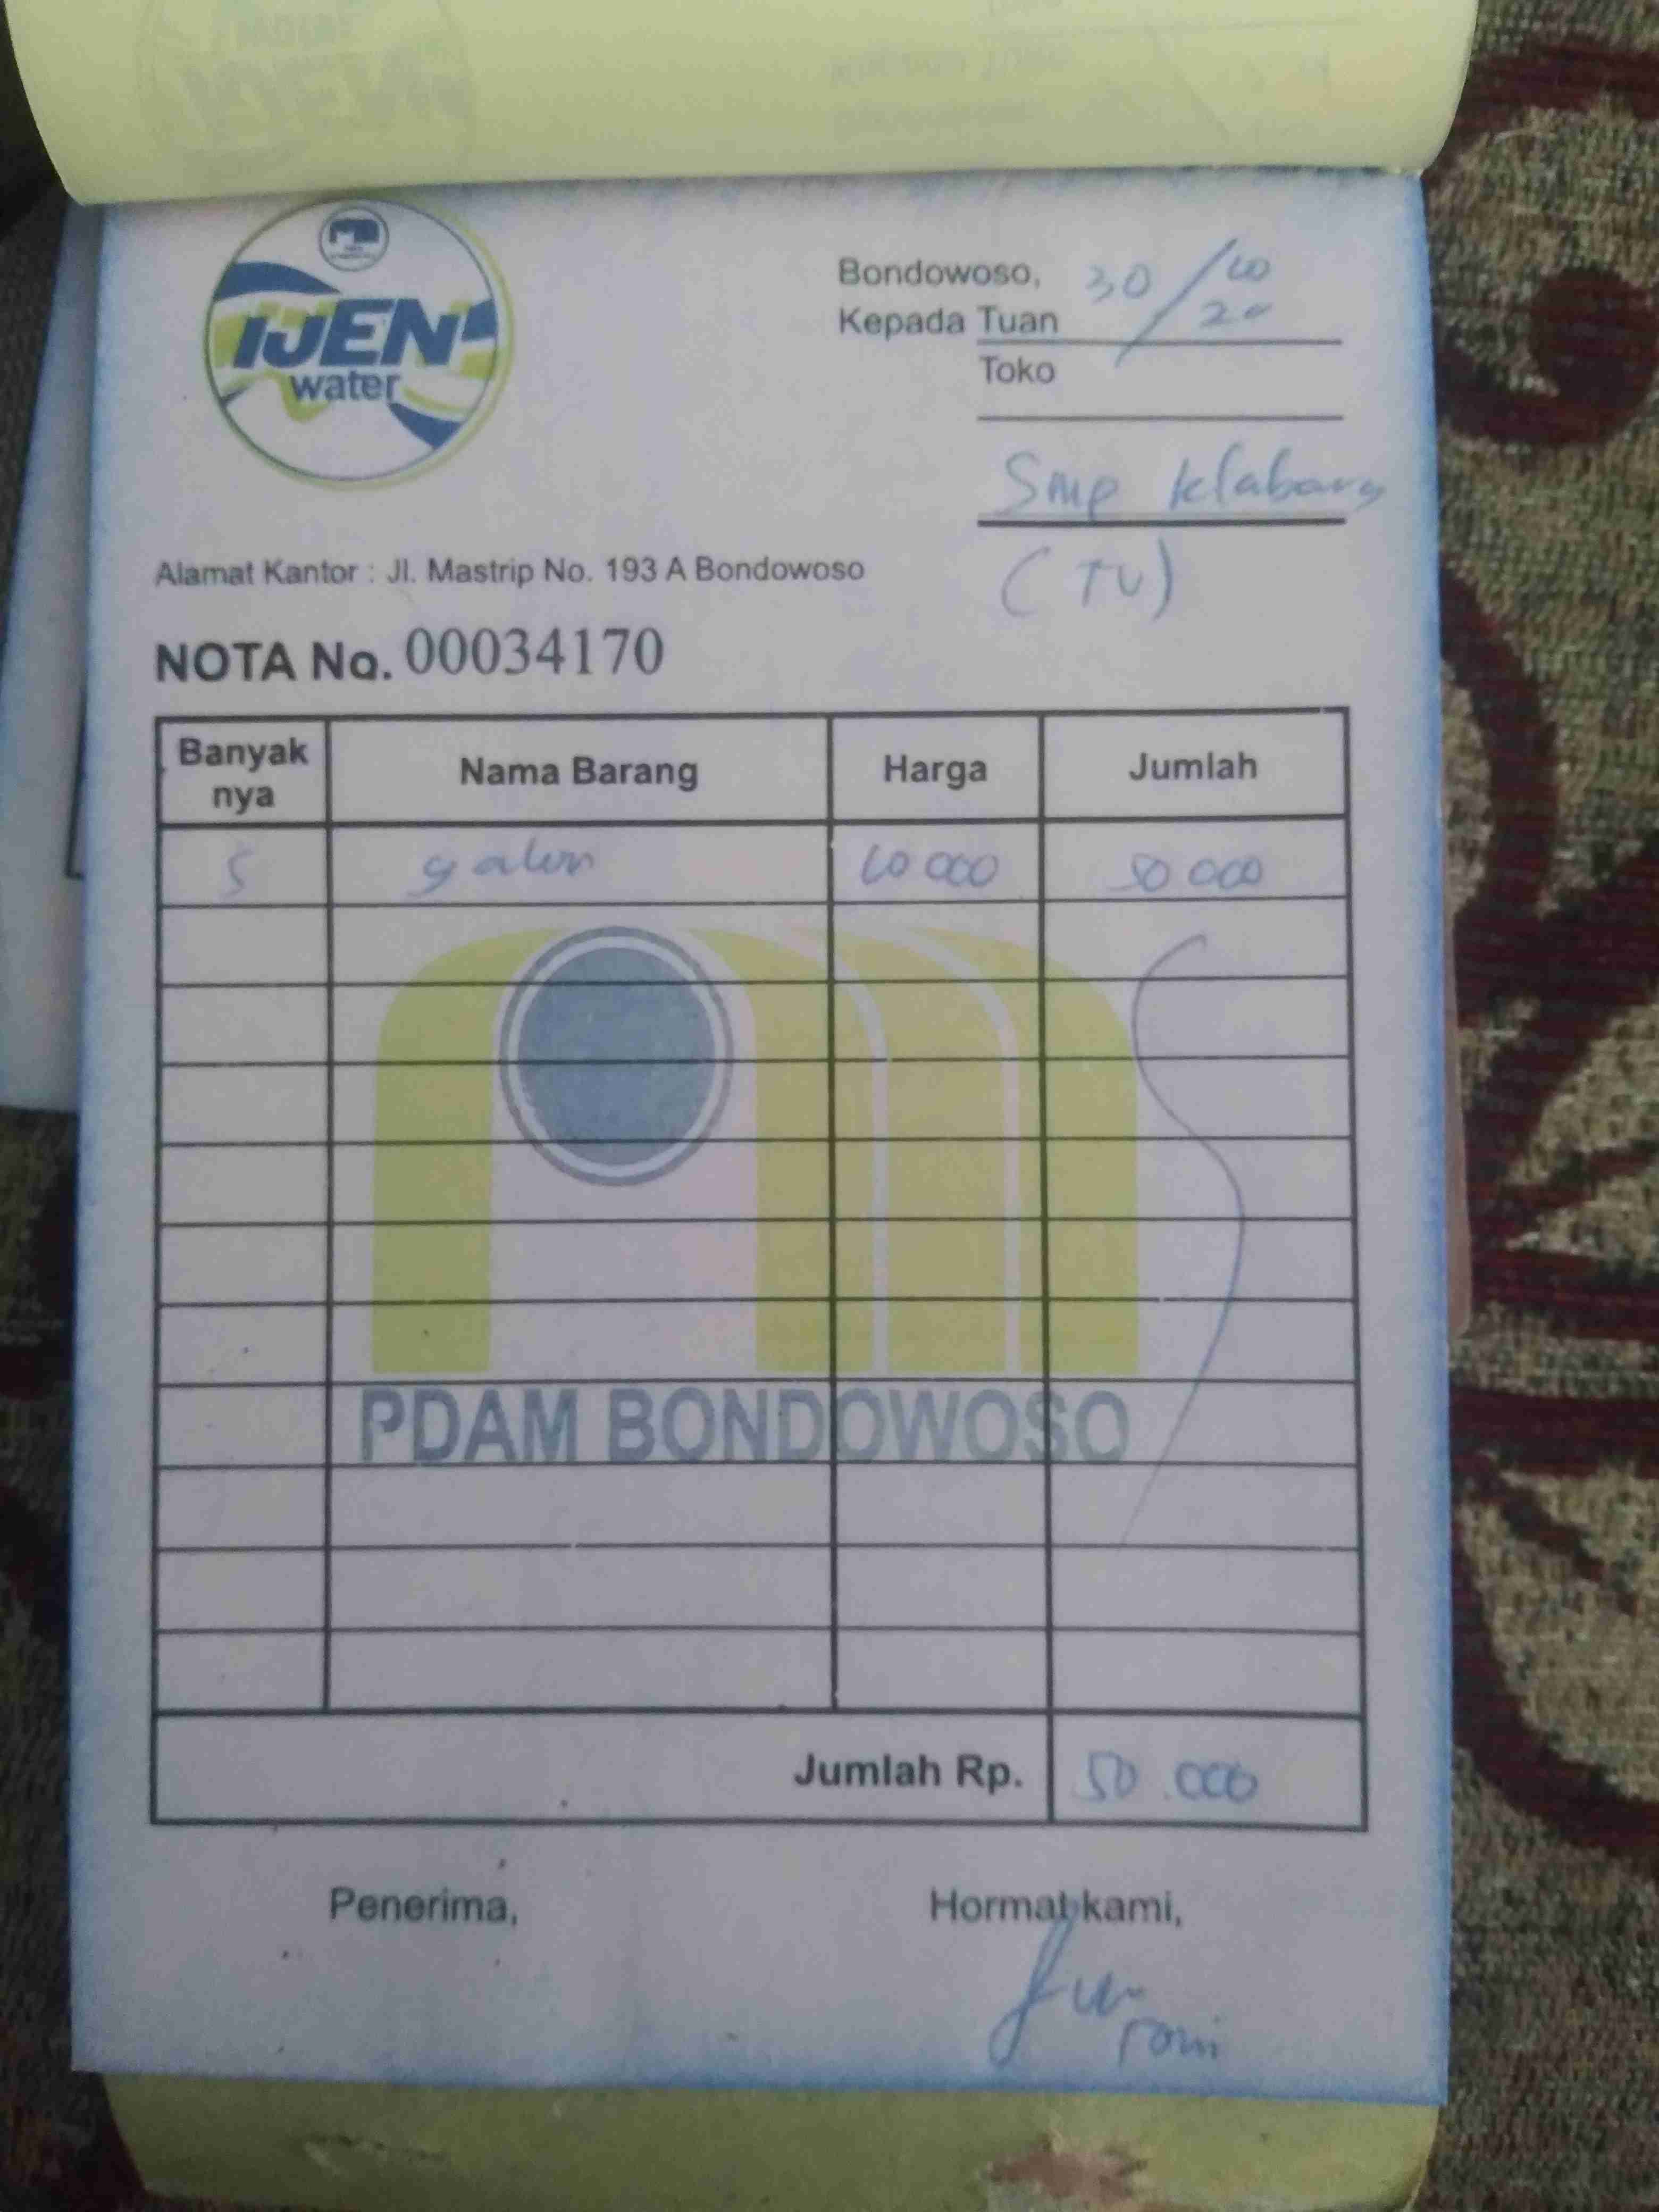 IJEN
water
Bondowoso, 30/10
20
Kepada Tuan
Toko
Smp Klabang
(TU)
Alamat Kantor : Jl. Mastrip No. 193 A Bondowoso
NOTA No. 00034170
Banyak nya Nama Barang Harga Jumlah
5 galon 10 000 50 000
PDAM BONDOWOSO
Jumlah Rp. 50.000
Penerima, Hormat kami,